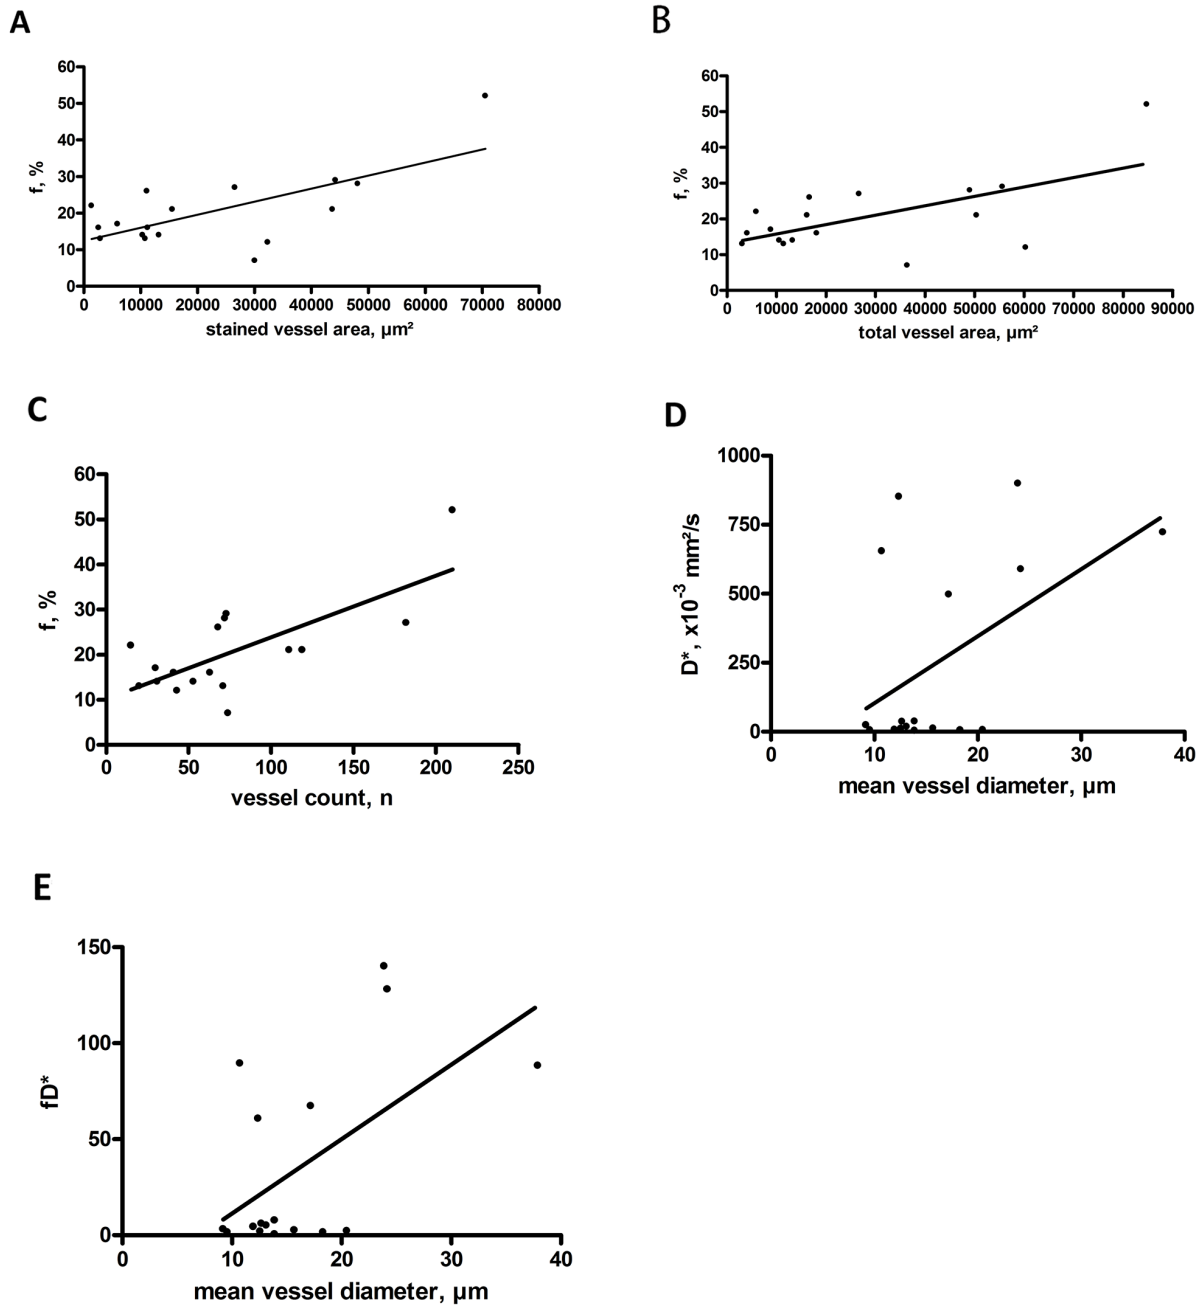 A
60
50
40
30
20
10
0
f, %
0 10000 20000 30000 40000 50000 60000 70000 80000
stained vessel area, µm²
B
60
50
40
30
20
10
0
f, %
0 10000 20000 30000 40000 50000 60000 70000 80000 90000
total vessel area, µm²
C
60
50
40
30
20
10
0
f, %
0 50 100 150 200 250
vessel count, n
D
1000
750
500
250
0
D*, x10⁻³ mm²/s
0 10 20 30 40
mean vessel diameter, µm
E
150
100
50
0
fD*
0 10 20 30 40
mean vessel diameter, µm